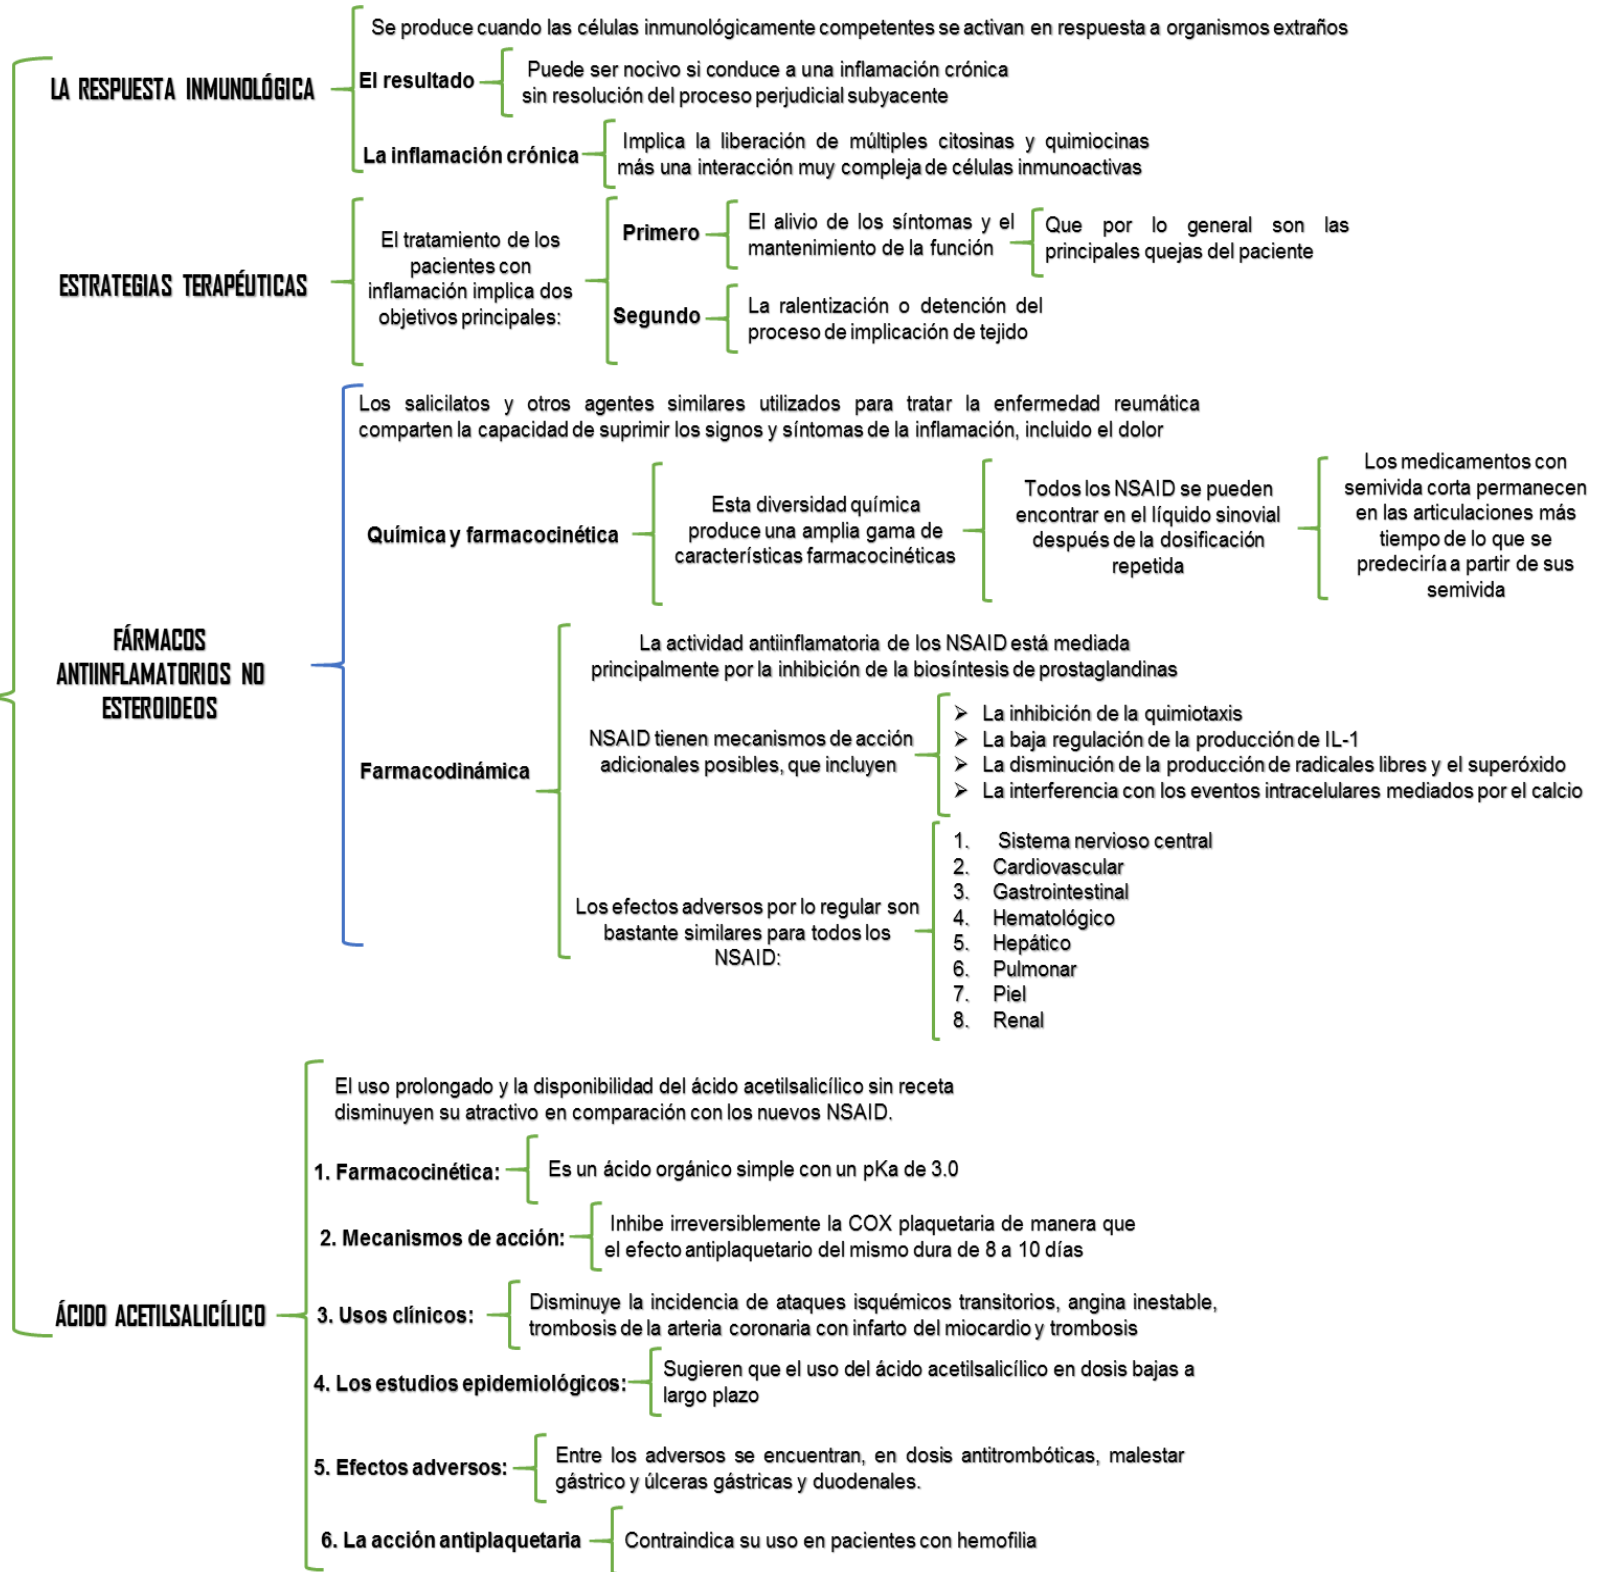 LA RESPUESTA INMUNOLÓGICA
Se produce cuando las células inmunológicamente competentes se activan en respuesta a organismos extraños
El resultado
Puede ser nocivo si conduce a una inflamación crónica
sin resolución del proceso perjudicial subyacente
La inflamación crónica
Implica la liberación de múltiples citosinas y quimiocinas
más una interacción muy compleja de células inmunoactivas
ESTRATEGIAS TERAPÉUTICAS
El tratamiento de los
pacientes con
inflamación implica dos
objetivos principales:
Primero
El alivio de los síntomas y el
mantenimiento de la función
Que por lo general son las
principales quejas del paciente
Segundo
La ralentización o detención del
proceso de implicación de tejido
FÁRMACOS
ANTIINFLAMATORIOS NO
ESTEROIDEOS
Los salicilatos y otros agentes similares utilizados para tratar la enfermedad reumática
comparten la capacidad de suprimir los signos y síntomas de la inflamación, incluido el dolor
Química y farmacocinética
Esta diversidad química
produce una amplia gama de
características farmacocinéticas
Todos los NSAID se pueden
encontrar en el líquido sinovial
después de la dosificación
repetida
Los medicamentos con
semivida corta permanecen
en las articulaciones más
tiempo de lo que se
predeciría a partir de sus
semivida
Farmacodinámica
La actividad antiinflamatoria de los NSAID está mediada
principalmente por la inhibición de la biosíntesis de prostaglandinas
NSAID tienen mecanismos de acción
adicionales posibles, que incluyen
➢ La inhibición de la quimiotaxis
➢ La baja regulación de la producción de IL-1
➢ La disminución de la producción de radicales libres y el superóxido
➢ La interferencia con los eventos intracelulares mediados por el calcio
Los efectos adversos por lo regular son
bastante similares para todos los
NSAID:
1. Sistema nervioso central
2. Cardiovascular
3. Gastrointestinal
4. Hematológico
5. Hepático
6. Pulmonar
7. Piel
8. Renal
ÁCIDO ACETILSALICÍLICO
El uso prolongado y la disponibilidad del ácido acetilsalicílico sin receta
disminuyen su atractivo en comparación con los nuevos NSAID.
1. Farmacocinética:
Es un ácido orgánico simple con un pKa de 3.0
2. Mecanismos de acción:
Inhibe irreversiblemente la COX plaquetaria de manera que
el efecto antiplaquetario del mismo dura de 8 a 10 días
3. Usos clínicos:
Disminuye la incidencia de ataques isquémicos transitorios, angina inestable,
trombosis de la arteria coronaria con infarto del miocardio y trombosis
4. Los estudios epidemiológicos:
Sugieren que el uso del ácido acetilsalicílico en dosis bajas a
largo plazo
5. Efectos adversos:
Entre los adversos se encuentran, en dosis antitrombóticas, malestar
gástrico y úlceras gástricas y duodenales.
6. La acción antiplaquetaria
Contraindica su uso en pacientes con hemofilia